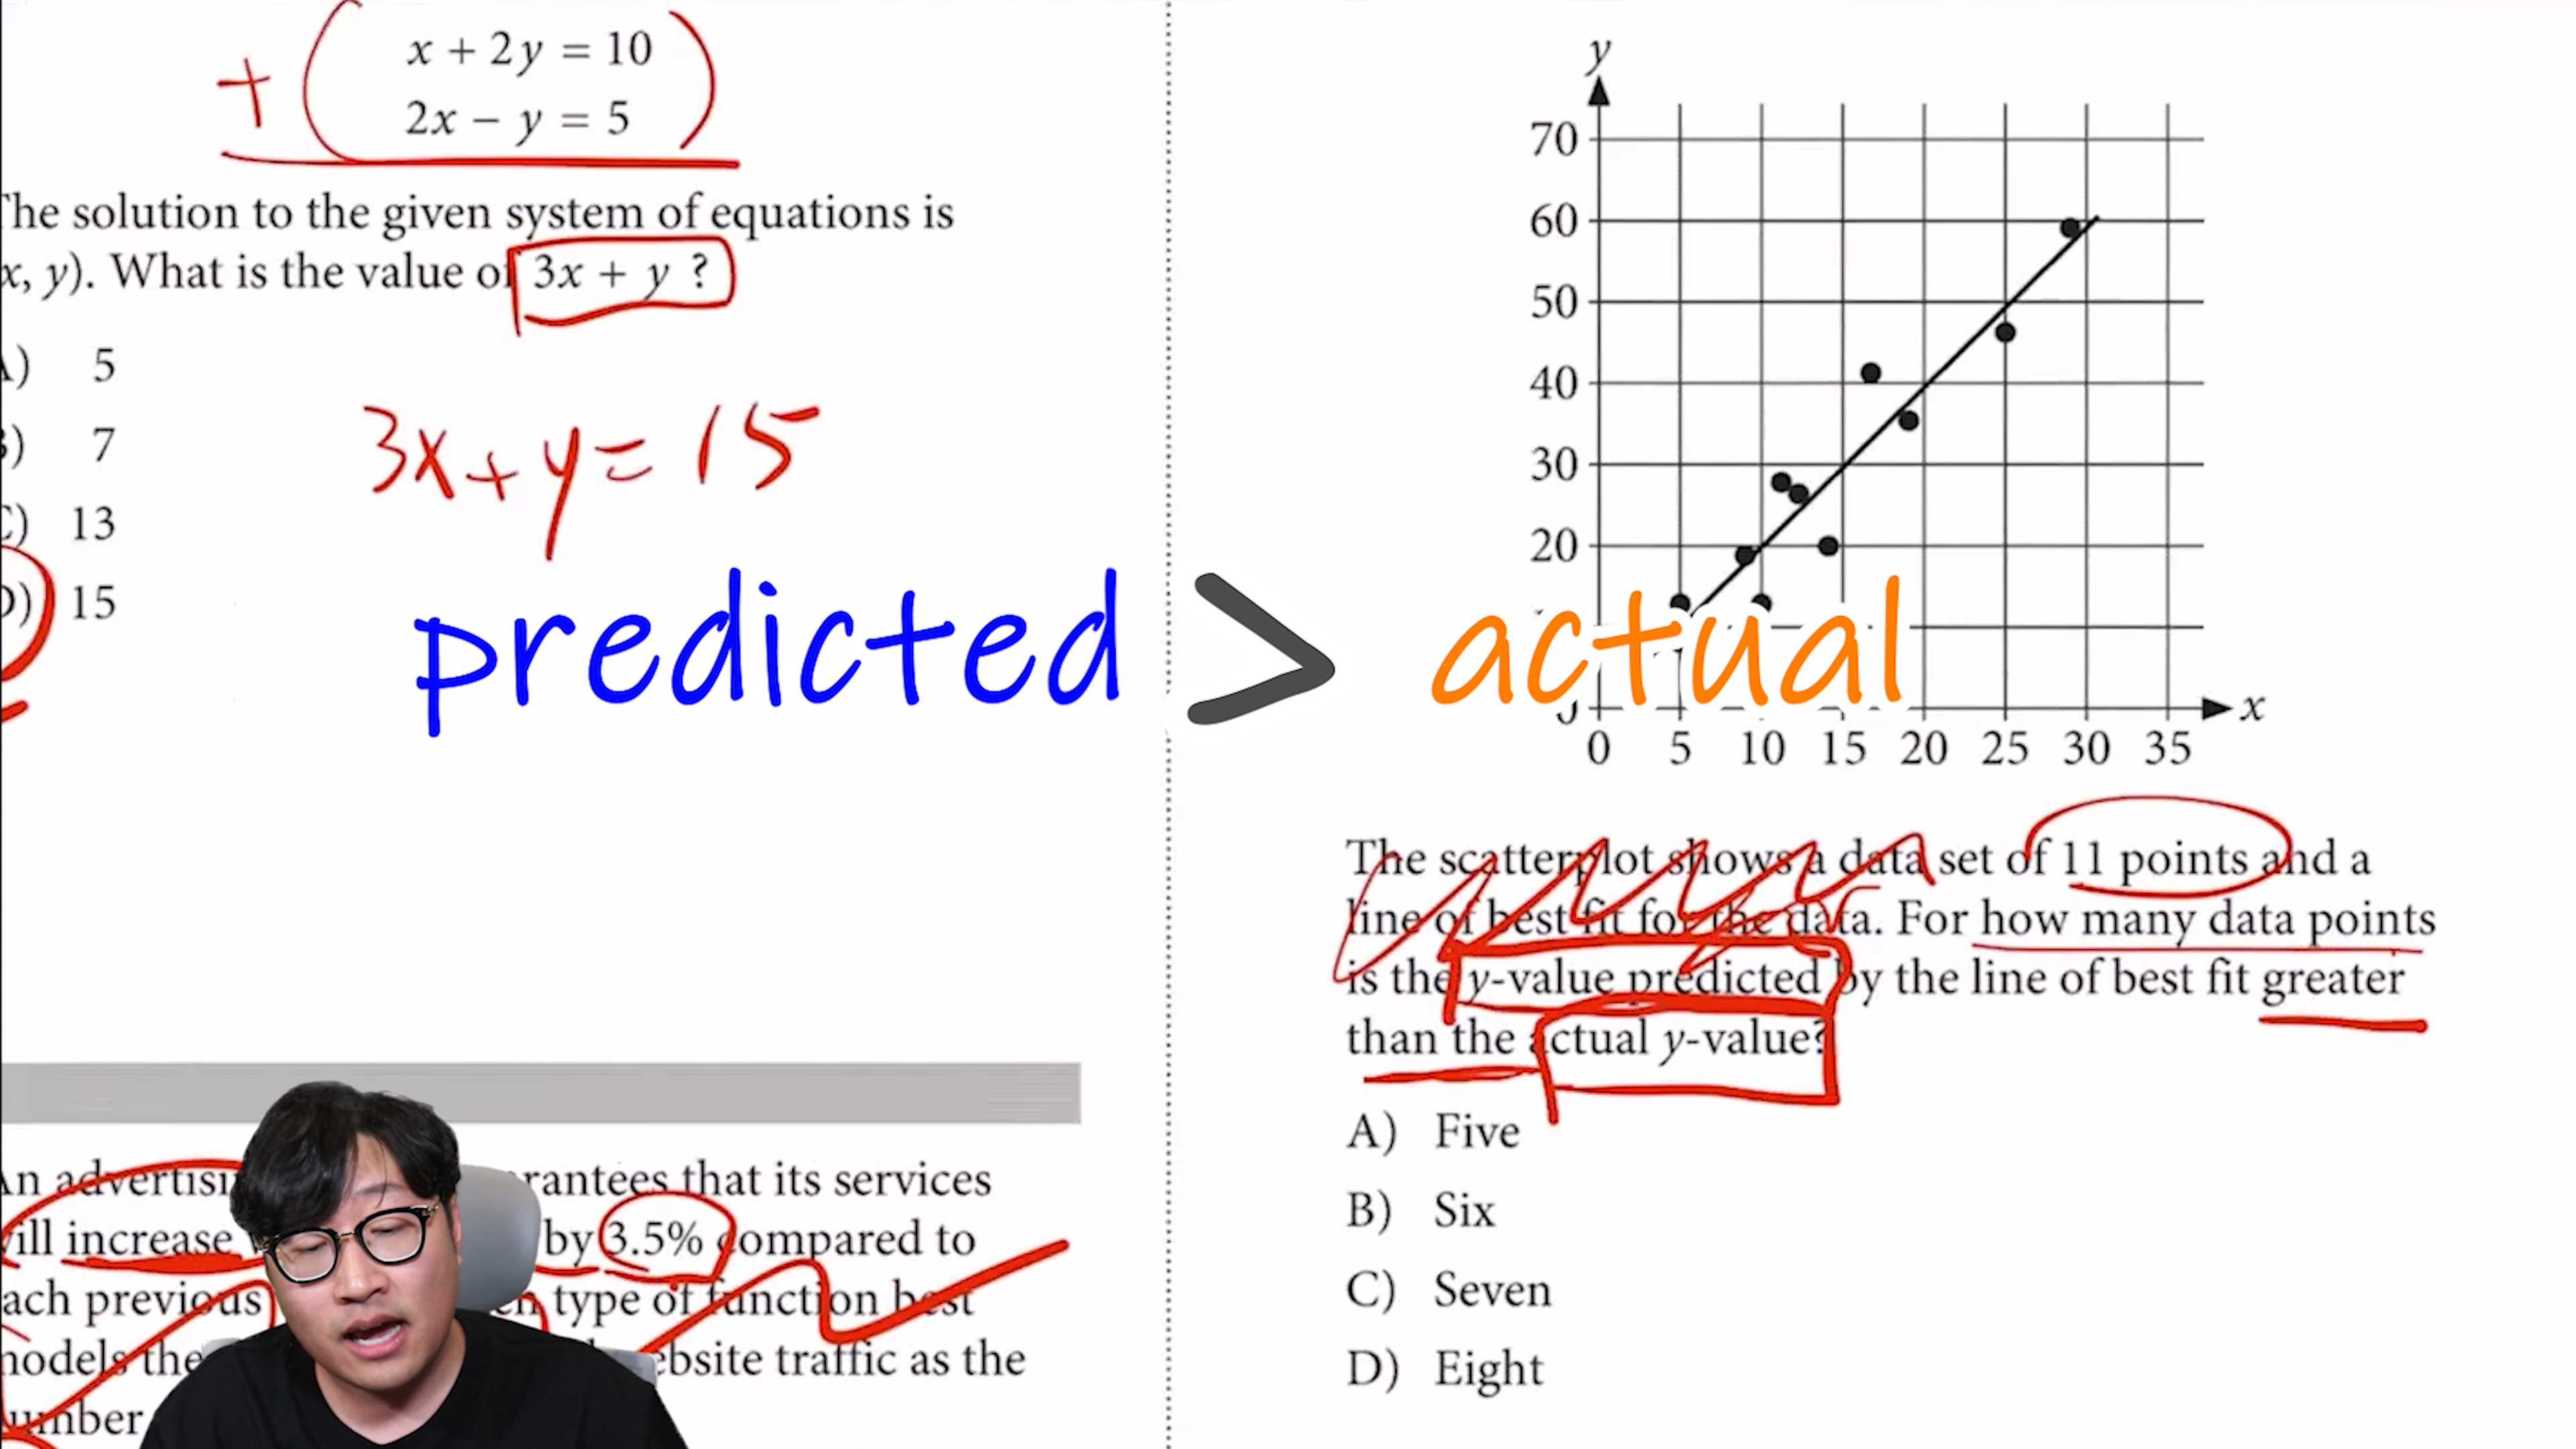 +
x + 2y = 10
2x − y = 5
The solution to the given system of equations is
x, y). What is the value of 3x + y ?
A) 5
B) 7
C) 13
D) 15
3x+y=15
predicted > actual
y
70
60
50
40
30
20
x
0 5 10 15 20 25 30 35
The scatterplot shows a data set of 11 points and a
line of best fit for the data. For how many data points
is the y-value predicted by the line of best fit greater
than the actual y-value?
A) Five
B) Six
C) Seven
D) Eight
An advertisi rantees that its services
will increase by 3.5% compared to
ach previous en type of function best
models the ebsite traffic as the
number